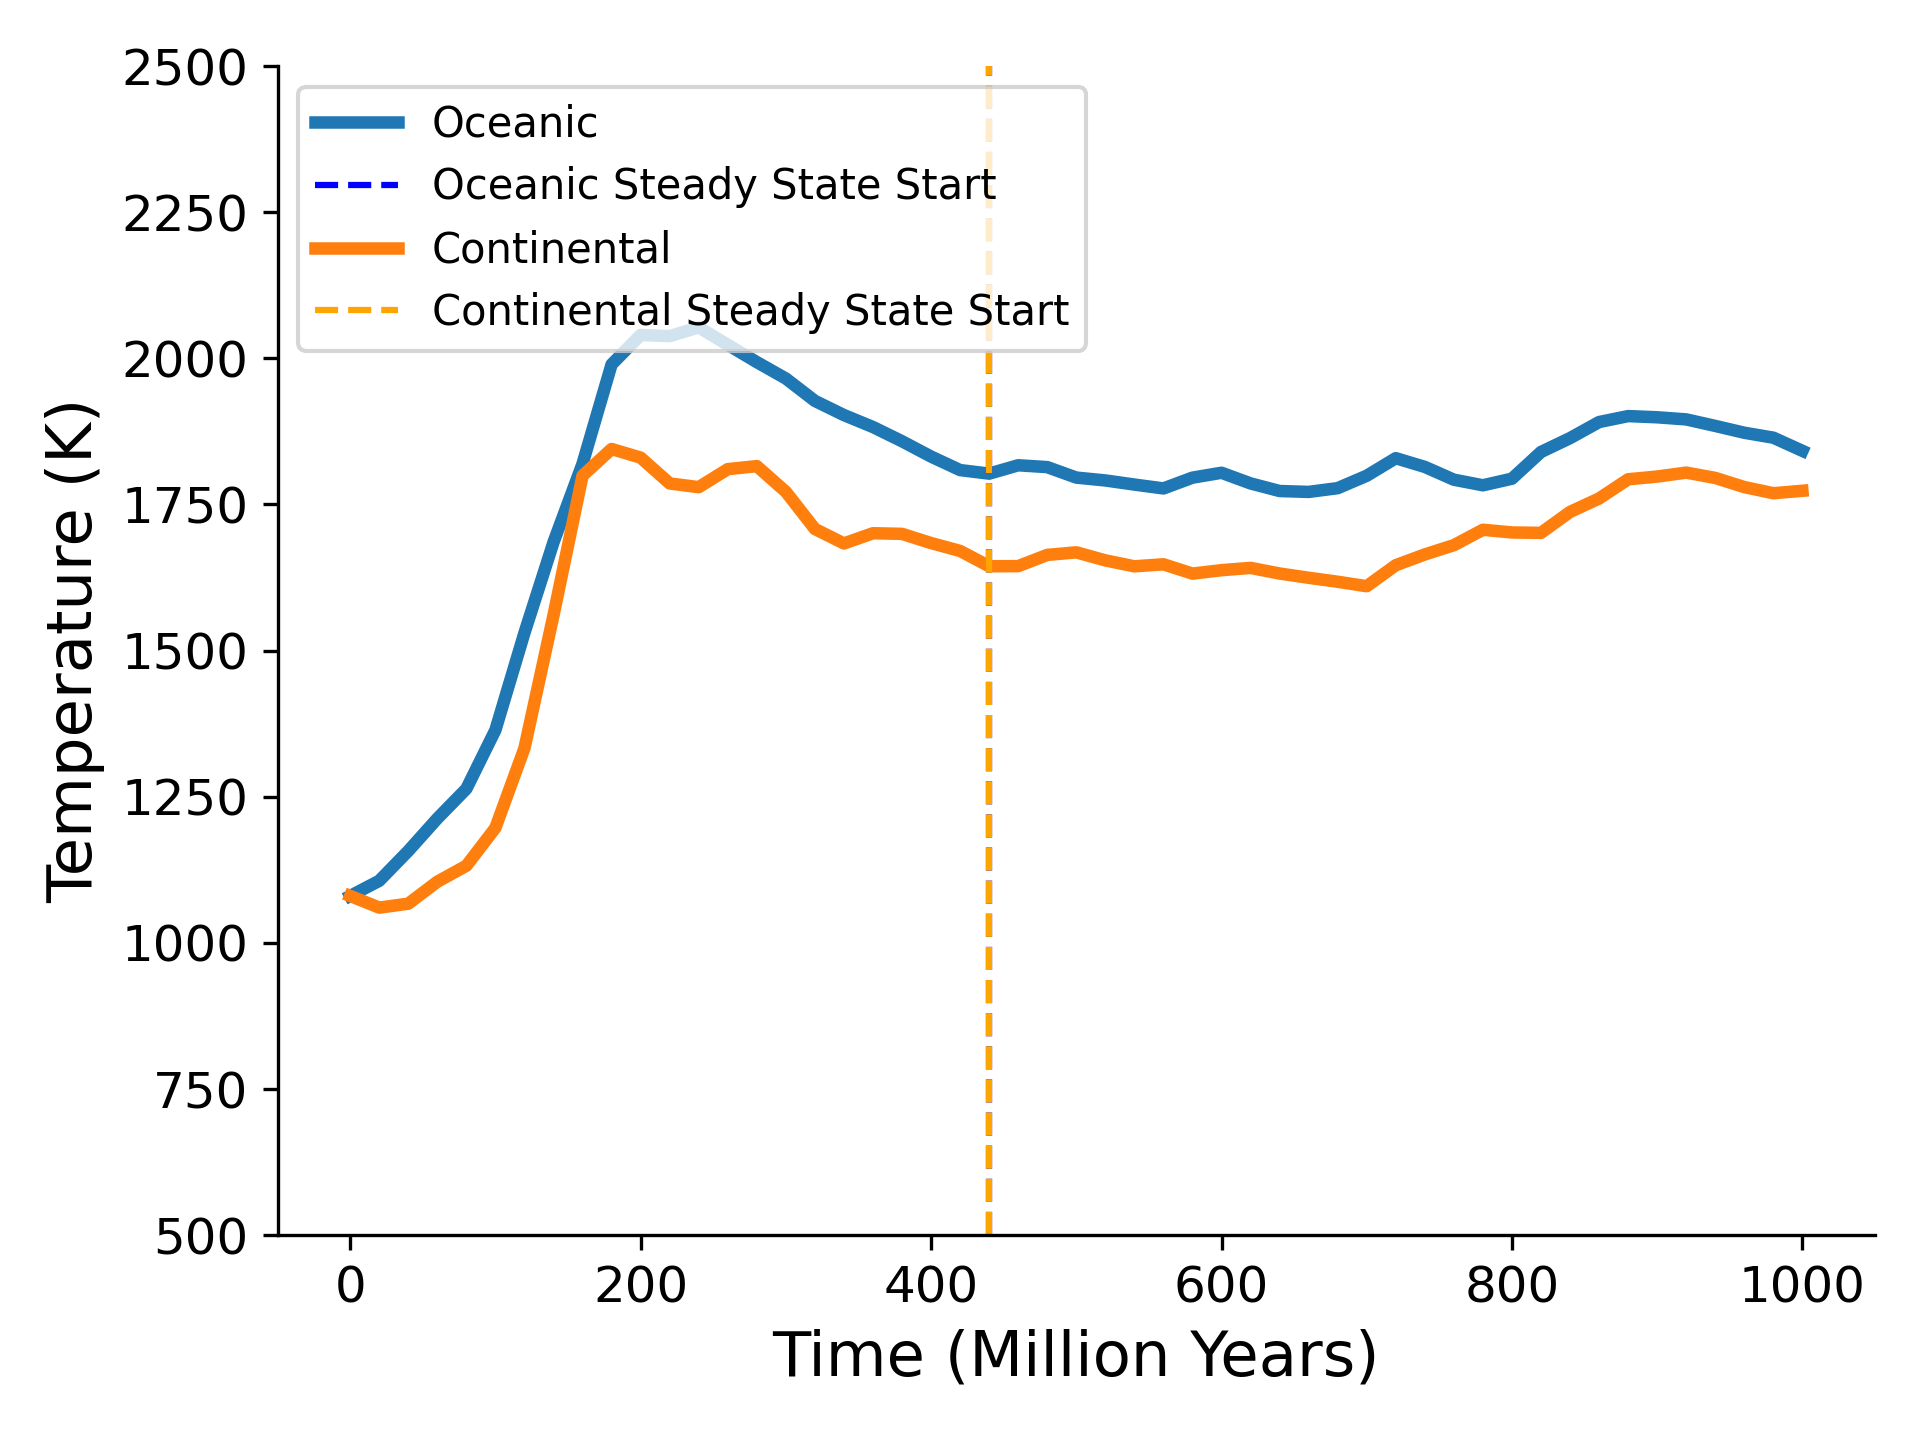 2500
2250
2000
1750
1500
1250
1000
750
500
Temperature (K)
Oceanic
Oceanic Steady State Start
Continental
Continental Steady State Start
0 200 400 600 800 1000
Time (Million Years)